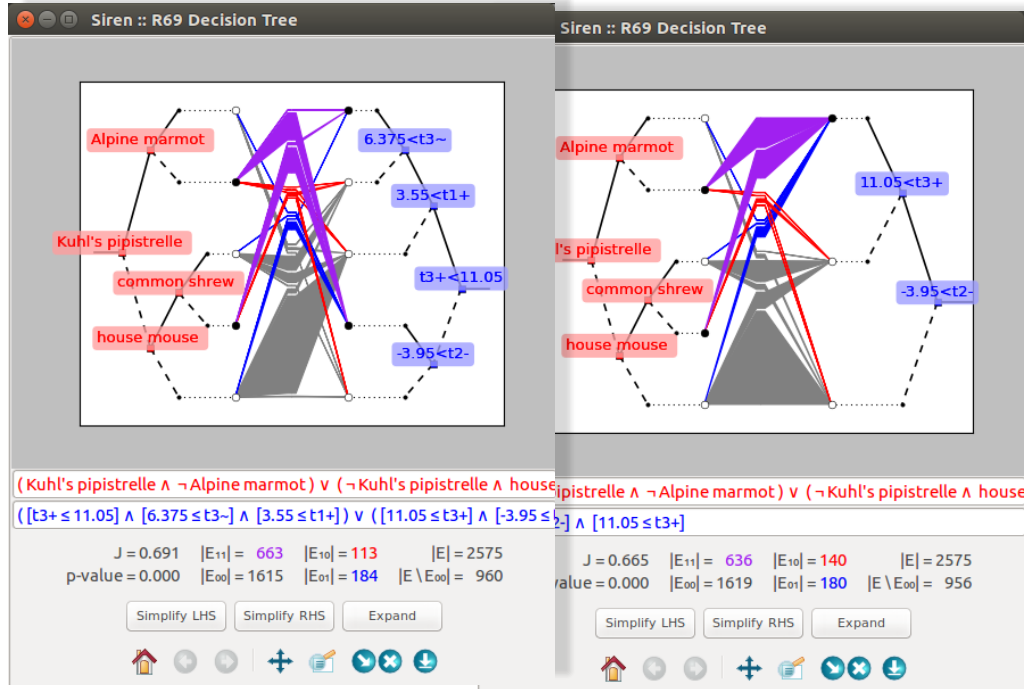 Siren :: R69 Decision Tree
Alpine marmot
6.375<t3~
3.55<t1+
Kuhl's pipistrelle
t3+<11.05
common shrew
house mouse
-3.95<t2-
(Kuhl's pipistrelle ∧ ¬ Alpine marmot) ∨ (¬ Kuhl's pipistrelle ∧ house
([t3+ ≤ 11.05] ∧ [6.375 ≤ t3~] ∧ [3.55 ≤ t1+]) ∨ ([11.05 ≤ t3+] ∧ [-3.95 ≤
J = 0.691 |E₁₁| = 663 |E₁₀| = 113 |E| = 2575
p-value = 0.000 |E₀₀| = 1615 |E₀₁| = 184 |E \ E₀₀| = 960
Simplify LHS Simplify RHS Expand
Siren :: R69 Decision Tree
Alpine marmot
11.05<t3+
l's pipistrelle
common shrew
-3.95<t2-
house mouse
ipistrelle ∧ ¬ Alpine marmot) ∨ (¬ Kuhl's pipistrelle ∧ house
2-] ∧ [11.05 ≤ t3+]
J = 0.665 |E₁₁| = 636 |E₁₀| = 140 |E| = 2575
value = 0.000 |E₀₀| = 1619 |E₀₁| = 180 |E \ E₀₀| = 956
Simplify LHS Simplify RHS Expand